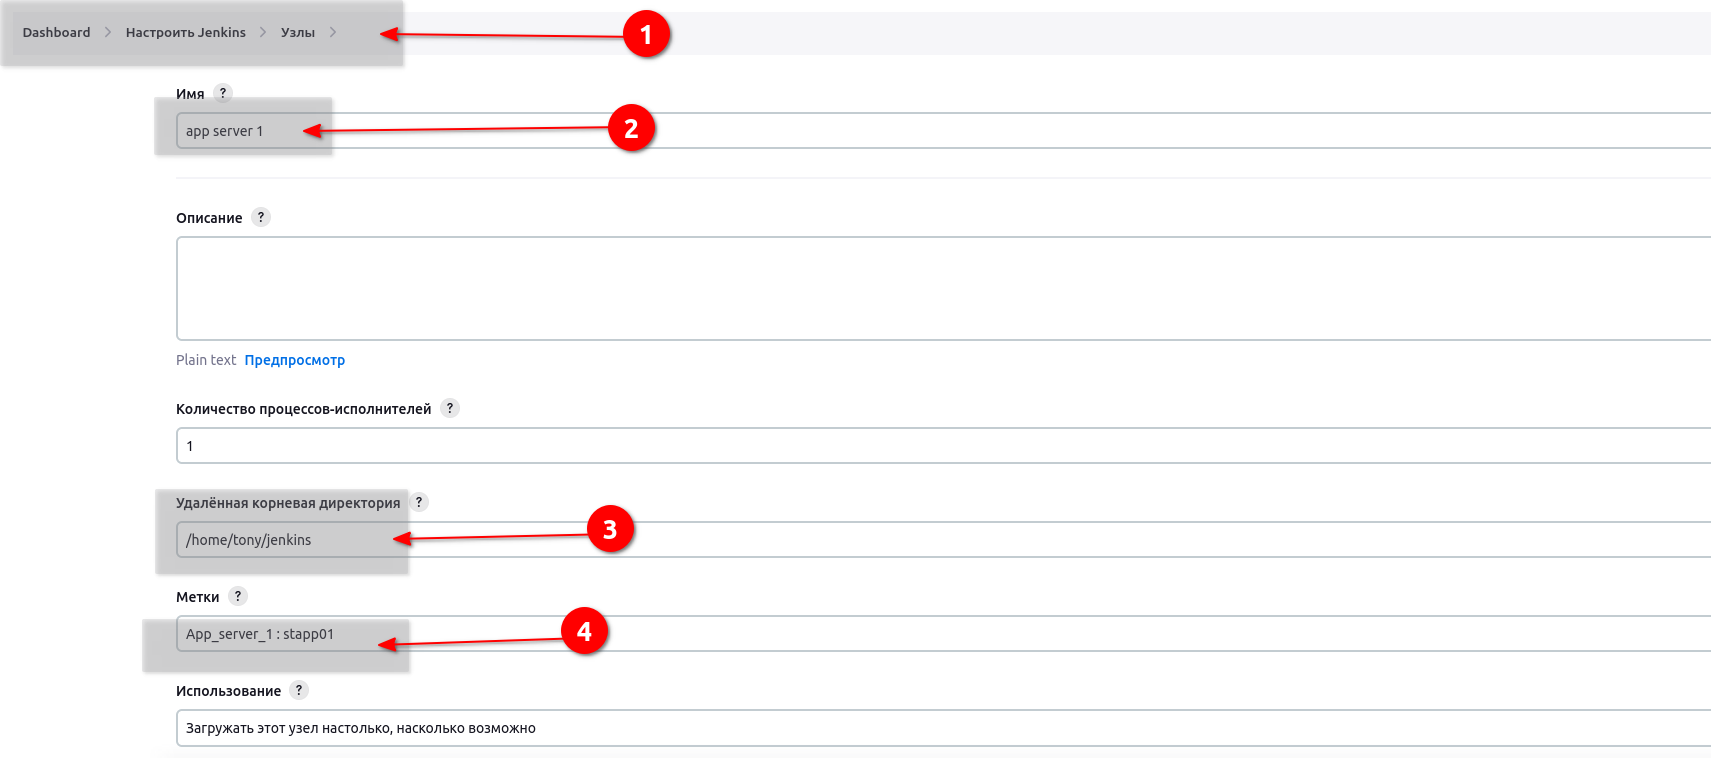 Dashboard > Настроить Jenkins > Узлы >
1
Имя ?
app server 1
2
Описание ?
Plain text Предпросмотр
Количество процессов-исполнителей ?
1
Удалённая корневая директория ?
/home/tony/jenkins
3
Метки ?
App_server_1 : stapp01
4
Использование ?
Загружать этот узел настолько, насколько возможно